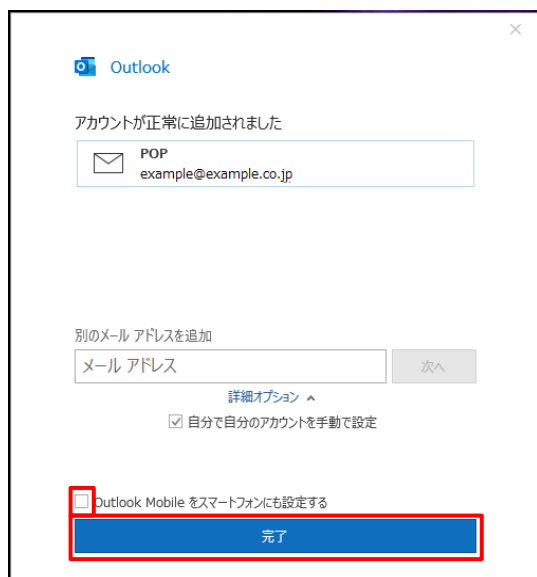 Outlook
アカウントが正常に追加されました
POP
example@example.co.jp
別のメール アドレスを追加
メール アドレス
次へ
詳細オプション
自分で自分のアカウントを手動で設定
Outlook Mobile をスマートフォンにも設定する
完了